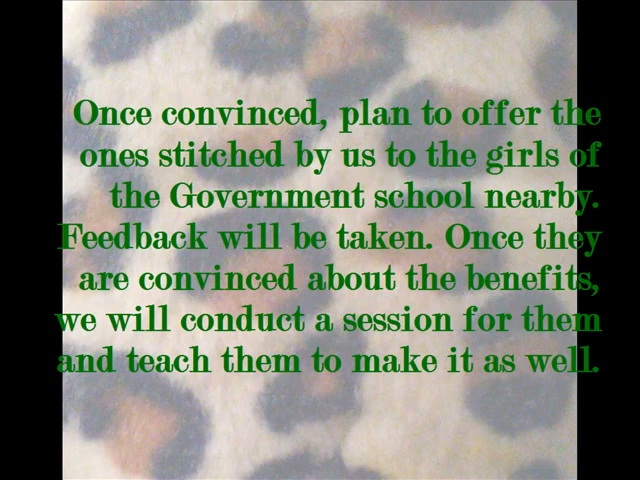 Once convinced, plan to offer the
ones stitched by us to the girls of
the Government school nearby.
Feedback will be taken. Once they
are convinced about the benefits,
we will conduct a session for them
and teach them to make it as well.